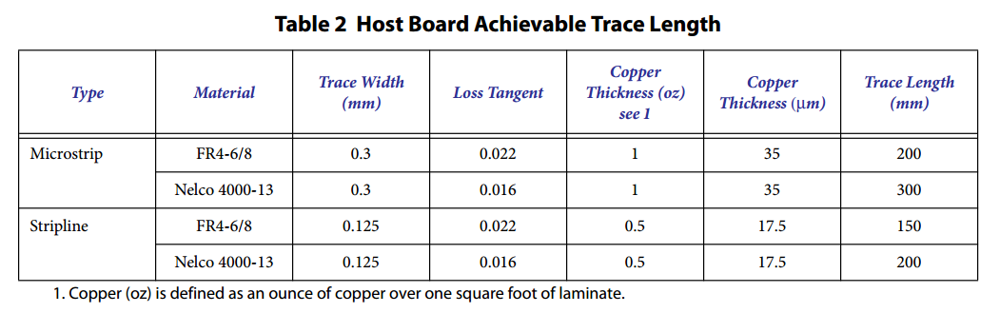 Table 2 Host Board Achievable Trace Length
Type Material Trace Width (mm) Loss Tangent Copper Thickness (oz) see 1 Copper Thickness (μm) Trace Length (mm)
Microstrip FR4-6/8 0.3 0.022 1 35 200
Nelco 4000-13 0.3 0.016 1 35 300
Stripline FR4-6/8 0.125 0.022 0.5 17.5 150
Nelco 4000-13 0.125 0.016 0.5 17.5 200
1. Copper (oz) is defined as an ounce of copper over one square foot of laminate.